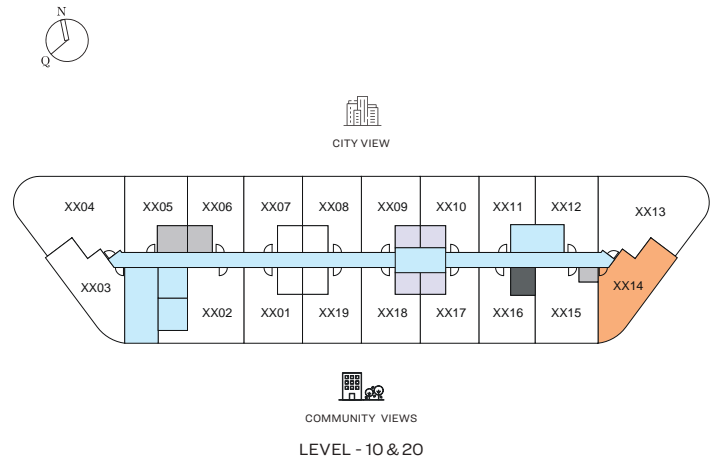 N
Q
CITY VIEW
XX04 XX05 XX06 XX07 XX08 XX09 XX10 XX11 XX12 XX13
XX03 XX14
XX02 XX01 XX19 XX18 XX17 XX16 XX15
COMMUNITY VIEWS
LEVEL - 10 & 20